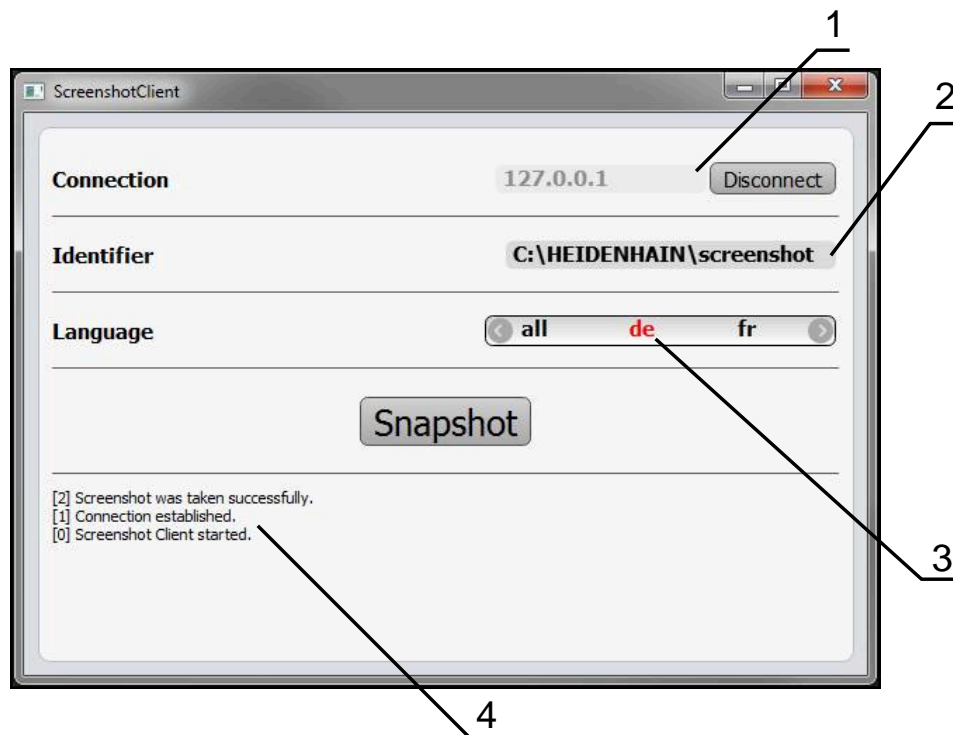 1
ScreenshotClient
2
Connection 127.0.0.1 Disconnect
Identifier C:\HEIDENHAIN\screenshot
Language all de fr
Snapshot
[2] Screenshot was taken successfully.
[1] Connection established.
[0] Screenshot Client started.
3
4